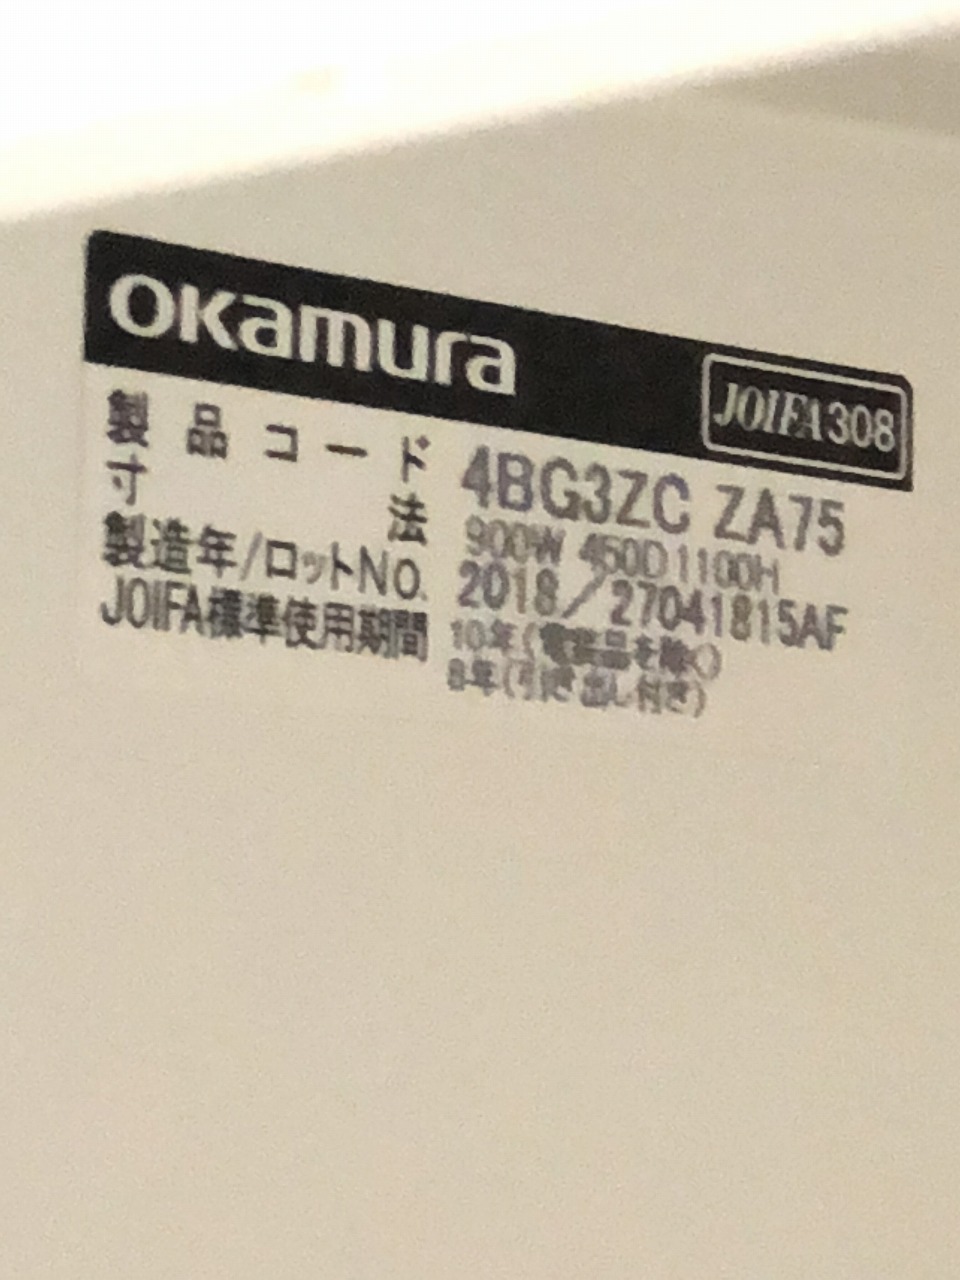 okamura JOIFA308
製品コード 4BG3ZC ZA75
寸法 900W 450D1100H
製造年/ロットNo. 2018/27041815AF
JOIFA標準使用期間 10年(電装品を除く)
8年(引き出し付き)